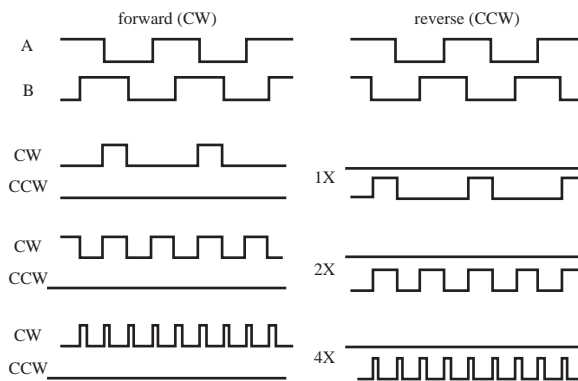 forward (CW) reverse (CCW)
A
B
CW
CCW 1X
CW
CCW 2X
CW
CCW 4X